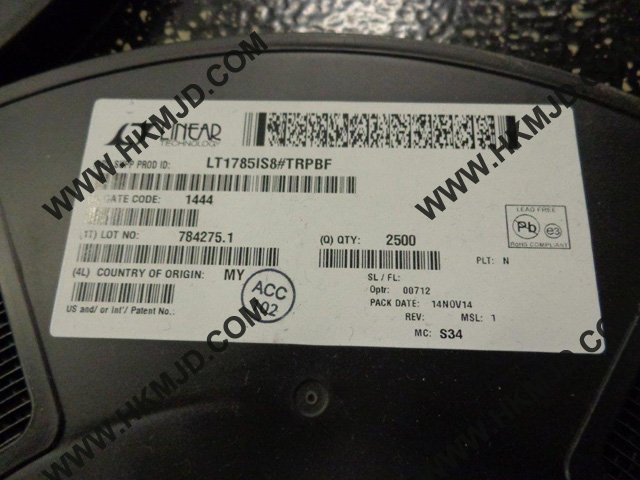 LINEAR
TECHNOLOGY
SUPP PROD ID: LT1785IS8#TRPBF
DATE CODE: 1444
(1T) LOT NO: 784275.1
(Q) QTY: 2500
(4L) COUNTRY OF ORIGIN: MY
US and/ or Int'/ Patent No..
ACC
SL / FL:
Optr: 00712
PACK DATE: 14NOV14
REV: MSL: 1
MC: S34
PLT: N
LEAD FREE
Pb e3
RoHS COMPLIANT
WWW.HKMJD.COM
WWW.HKMJD.COM
WWW.HKMJD.COM
WWW.HKMJD.COM
WWW.HKMJD.COM